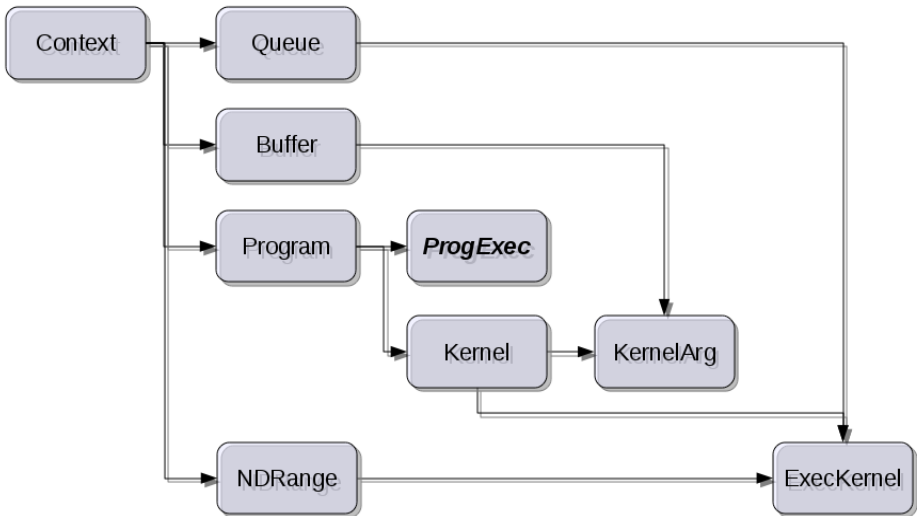 Context
Queue
Buffer
Program
ProgExec
Kernel
KernelArg
NDRange
ExecKernel